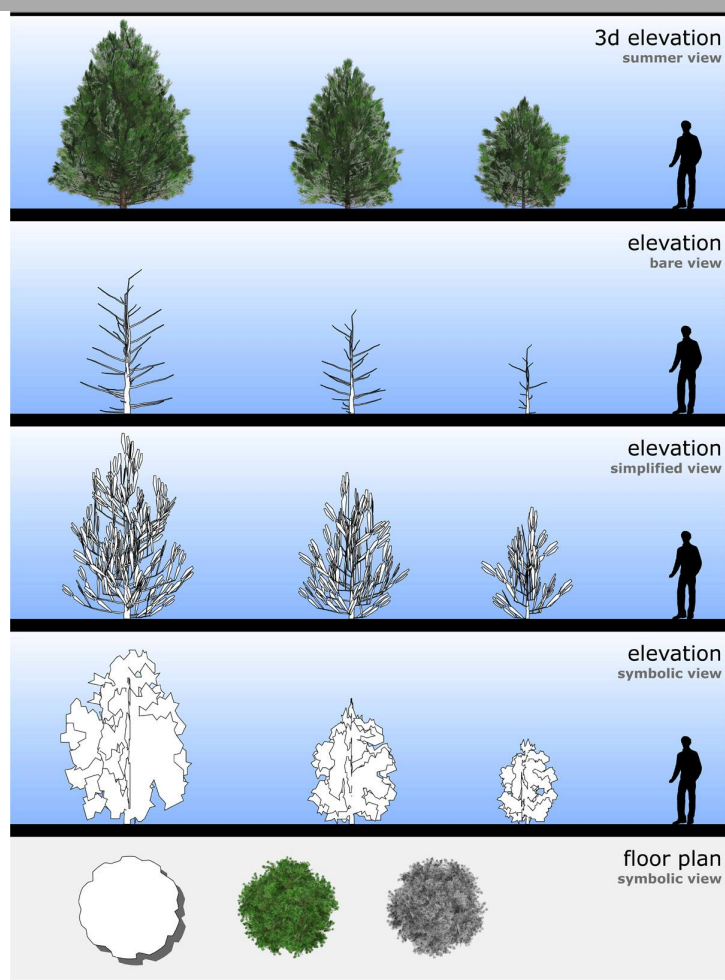 3d elevation
summer view
elevation
bare view
elevation
simplified view
elevation
symbolic view
floor plan
symbolic view